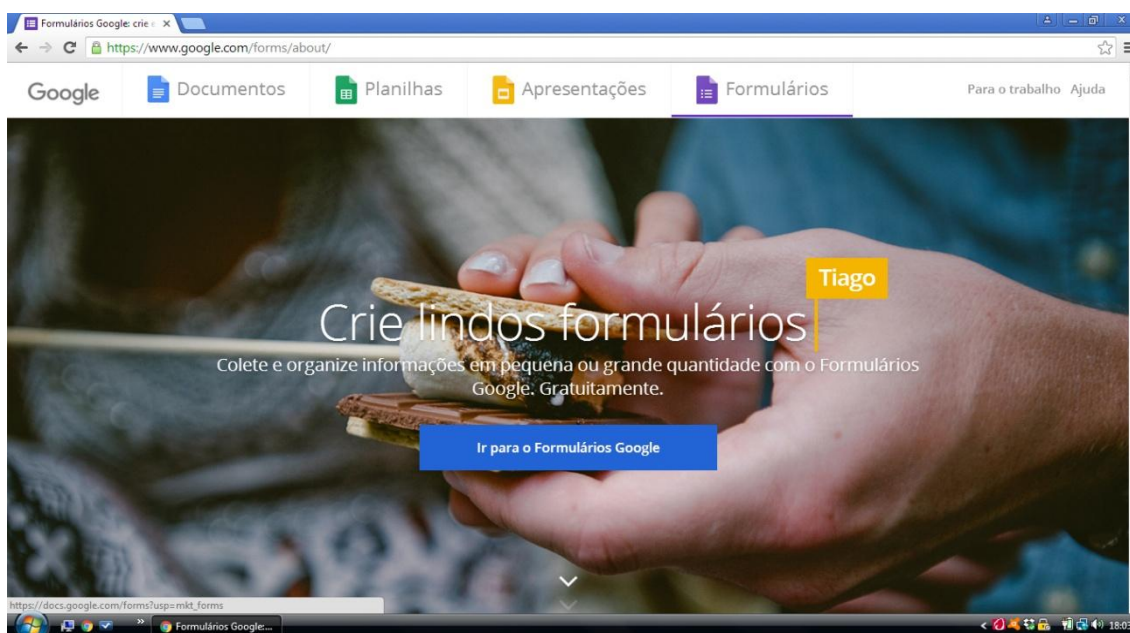 Formulários Google: crie e
https://www.google.com/forms/about/
Google Documentos Planilhas Apresentações Formulários Para o trabalho Ajuda
Tiago
Crie lindos formulários
Colete e organize informações em pequena ou grande quantidade com o Formulários
Google. Gratuitamente.
Ir para o Formulários Google
https://docs.google.com/forms?usp=mkt_forms
Formulários Google:... 18:03